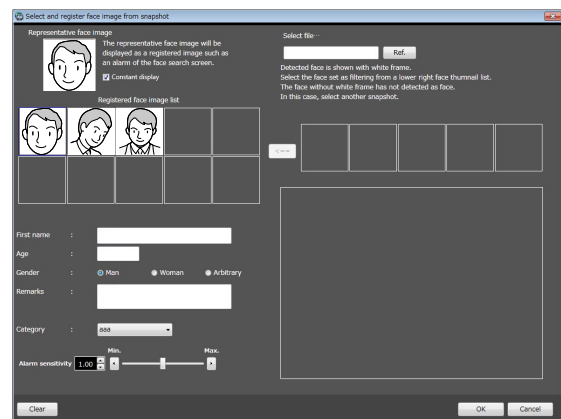 Select and register face image from snapshot
Representative face image
The representative face image will be
displayed as a registered image such as
an alarm of the face search screen.
Constant display
Registered face image list
Select file…
Ref.
Detected face is shown with white frame.
Select the face set as filtering from a lower right face thumnail list.
The face without white frame has not detected as face.
In this case, select another snapshot.
<--
First name :
Age :
Gender : Man Woman Arbitrary
Remarks :
Category : aaa
Min. Max.
Alarm sensitivity 1.00
Clear OK Cancel